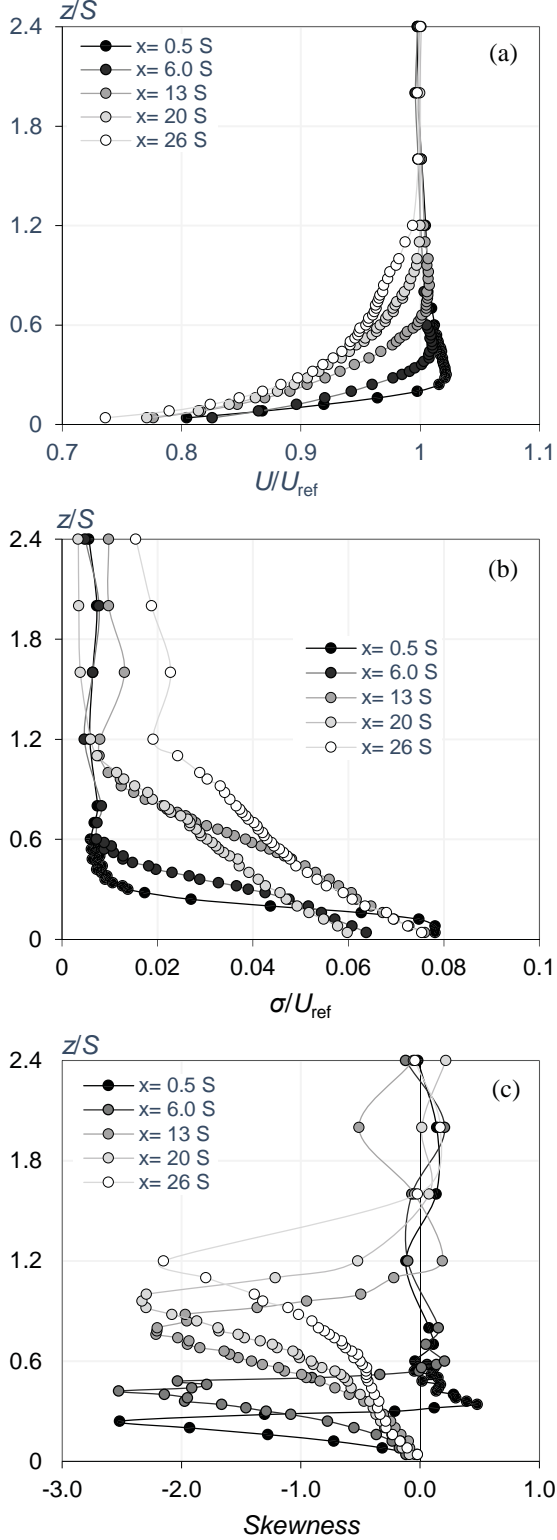 z/S
2.4
(a)
x= 0.5 S
x= 6.0 S
x= 13 S
x= 20 S
x= 26 S
1.8
1.2
0.6
0
0.7
0.8
0.9
1
1.1
U/Uref
z/S
2.4
(b)
1.8
x= 0.5 S
x= 6.0 S
x= 13 S
x= 20 S
x= 26 S
1.2
0.6
0
0
0.02
0.04
0.06
0.08
0.1
σ/Uref
z/S
2.4
(c)
x= 0.5 S
x= 6.0 S
x= 13 S
x= 20 S
x= 26 S
1.8
1.2
0.6
0
-3.0
-2.0
-1.0
0.0
1.0
Skewness